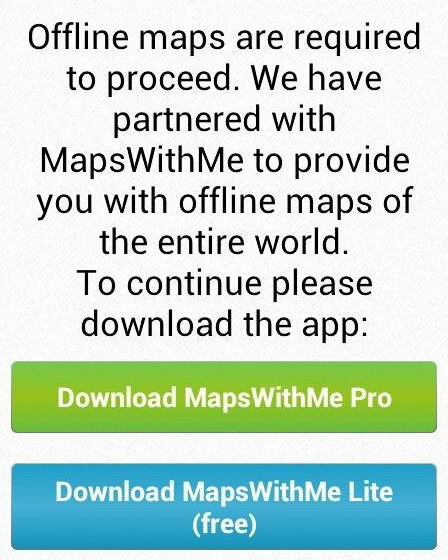 Offline maps are required
to proceed. We have
partnered with
MapsWithMe to provide
you with offline maps of
the entire world.
To continue please
download the app:
Download MapsWithMe Pro
Download MapsWithMe Lite
(free)